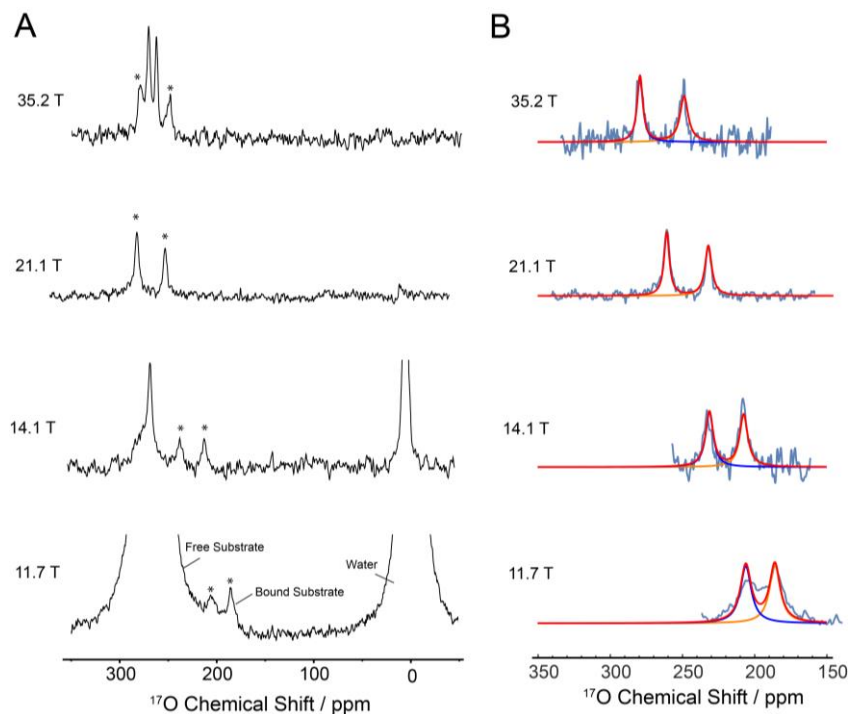 A
B
35.2 T
* *
35.2 T
21.1 T
* *
21.1 T
14.1 T
* *
14.1 T
11.7 T
Free Substrate
* *
Bound Substrate
Water
11.7 T
300 200 100 0
350 250 200 150
¹⁷O Chemical Shift / ppm
¹⁷O Chemical Shift / ppm